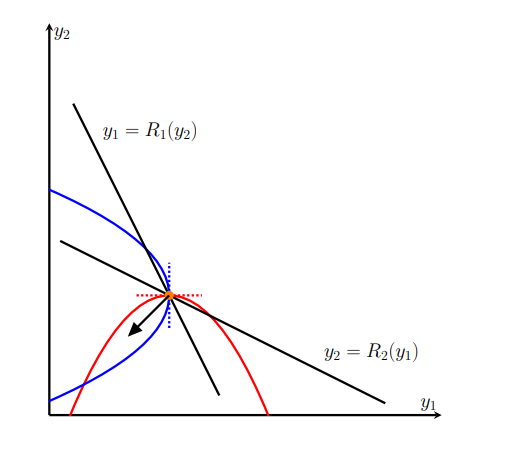 y₂
y₁ = R₁(y₂)
y₂ = R₂(y₁)
y₁